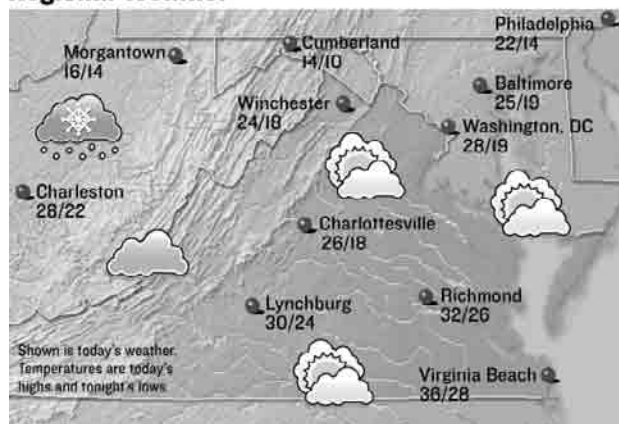 Philadelphia
22/14
Morgantown
16/14
Cumberland
14/10
Baltimore
25/19
Winchester
24/18
Washington, DC
28/19
Charleston
28/22
Charlottesville
26/18
Lynchburg
30/24
Richmond
32/26
Shown is today's weather.
Temperatures are today's
highs and tonight's lows.
Virginia Beach
36/28